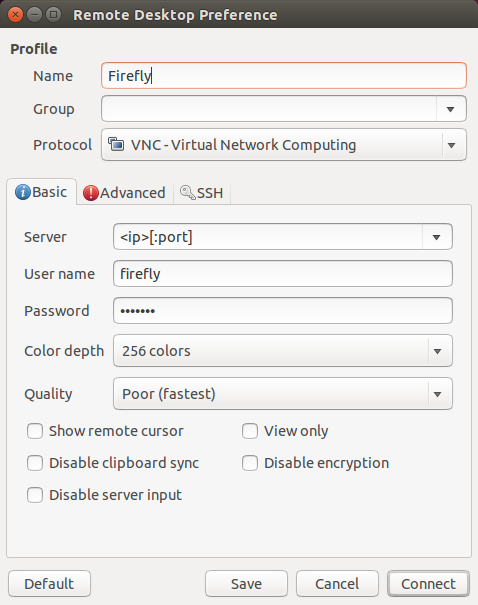 Remote Desktop Preference
Profile
Name Firefly
Group
Protocol VNC - Virtual Network Computing
Basic Advanced SSH
Server <ip>[:port]
User name firefly
Password •••••••
Color depth 256 colors
Quality Poor (fastest)
Show remote cursor View only
Disable clipboard sync Disable encryption
Disable server input
Default Save Cancel Connect